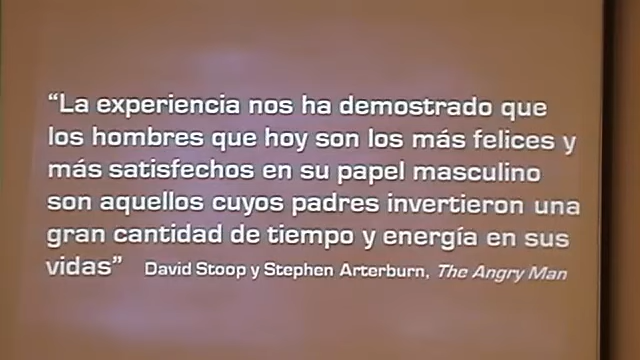 “La experiencia nos ha demostrado que
los hombres que hoy son los más felices y
más satisfechos en su papel masculino
son aquellos cuyos padres invertieron una
gran cantidad de tiempo y energía en sus
vidas” David Stoop y Stephen Arterburn, The Angry Man